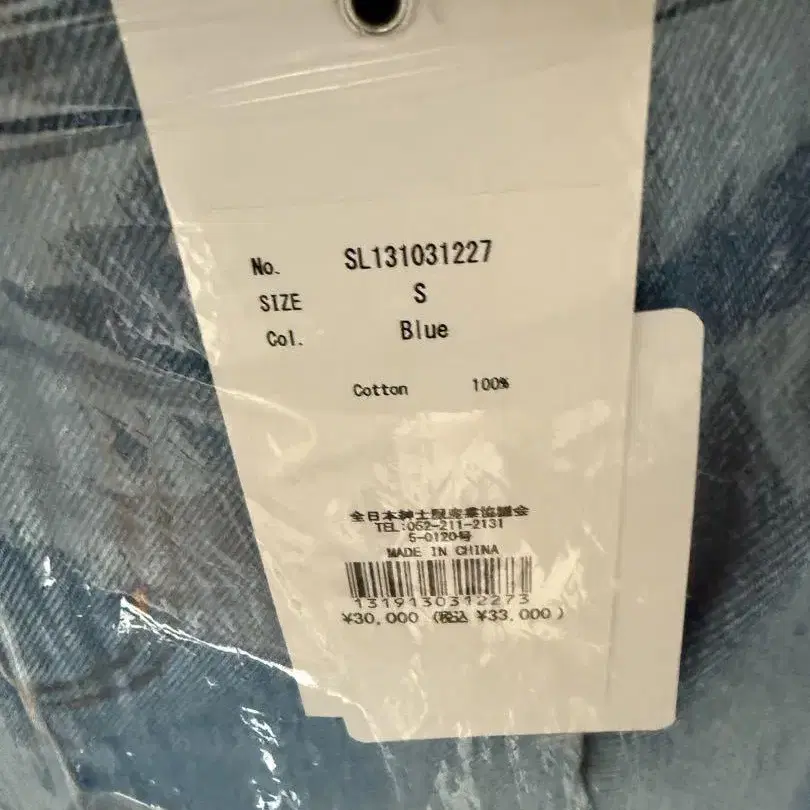 No. SL131031227
SIZE S
Col. Blue
Cotton 100%
全日本紳士服産業協議会
TEL:052-211-2131
5-0120号
MADE IN CHINA
1319130312273
¥30,000 (税込 ¥33,000)